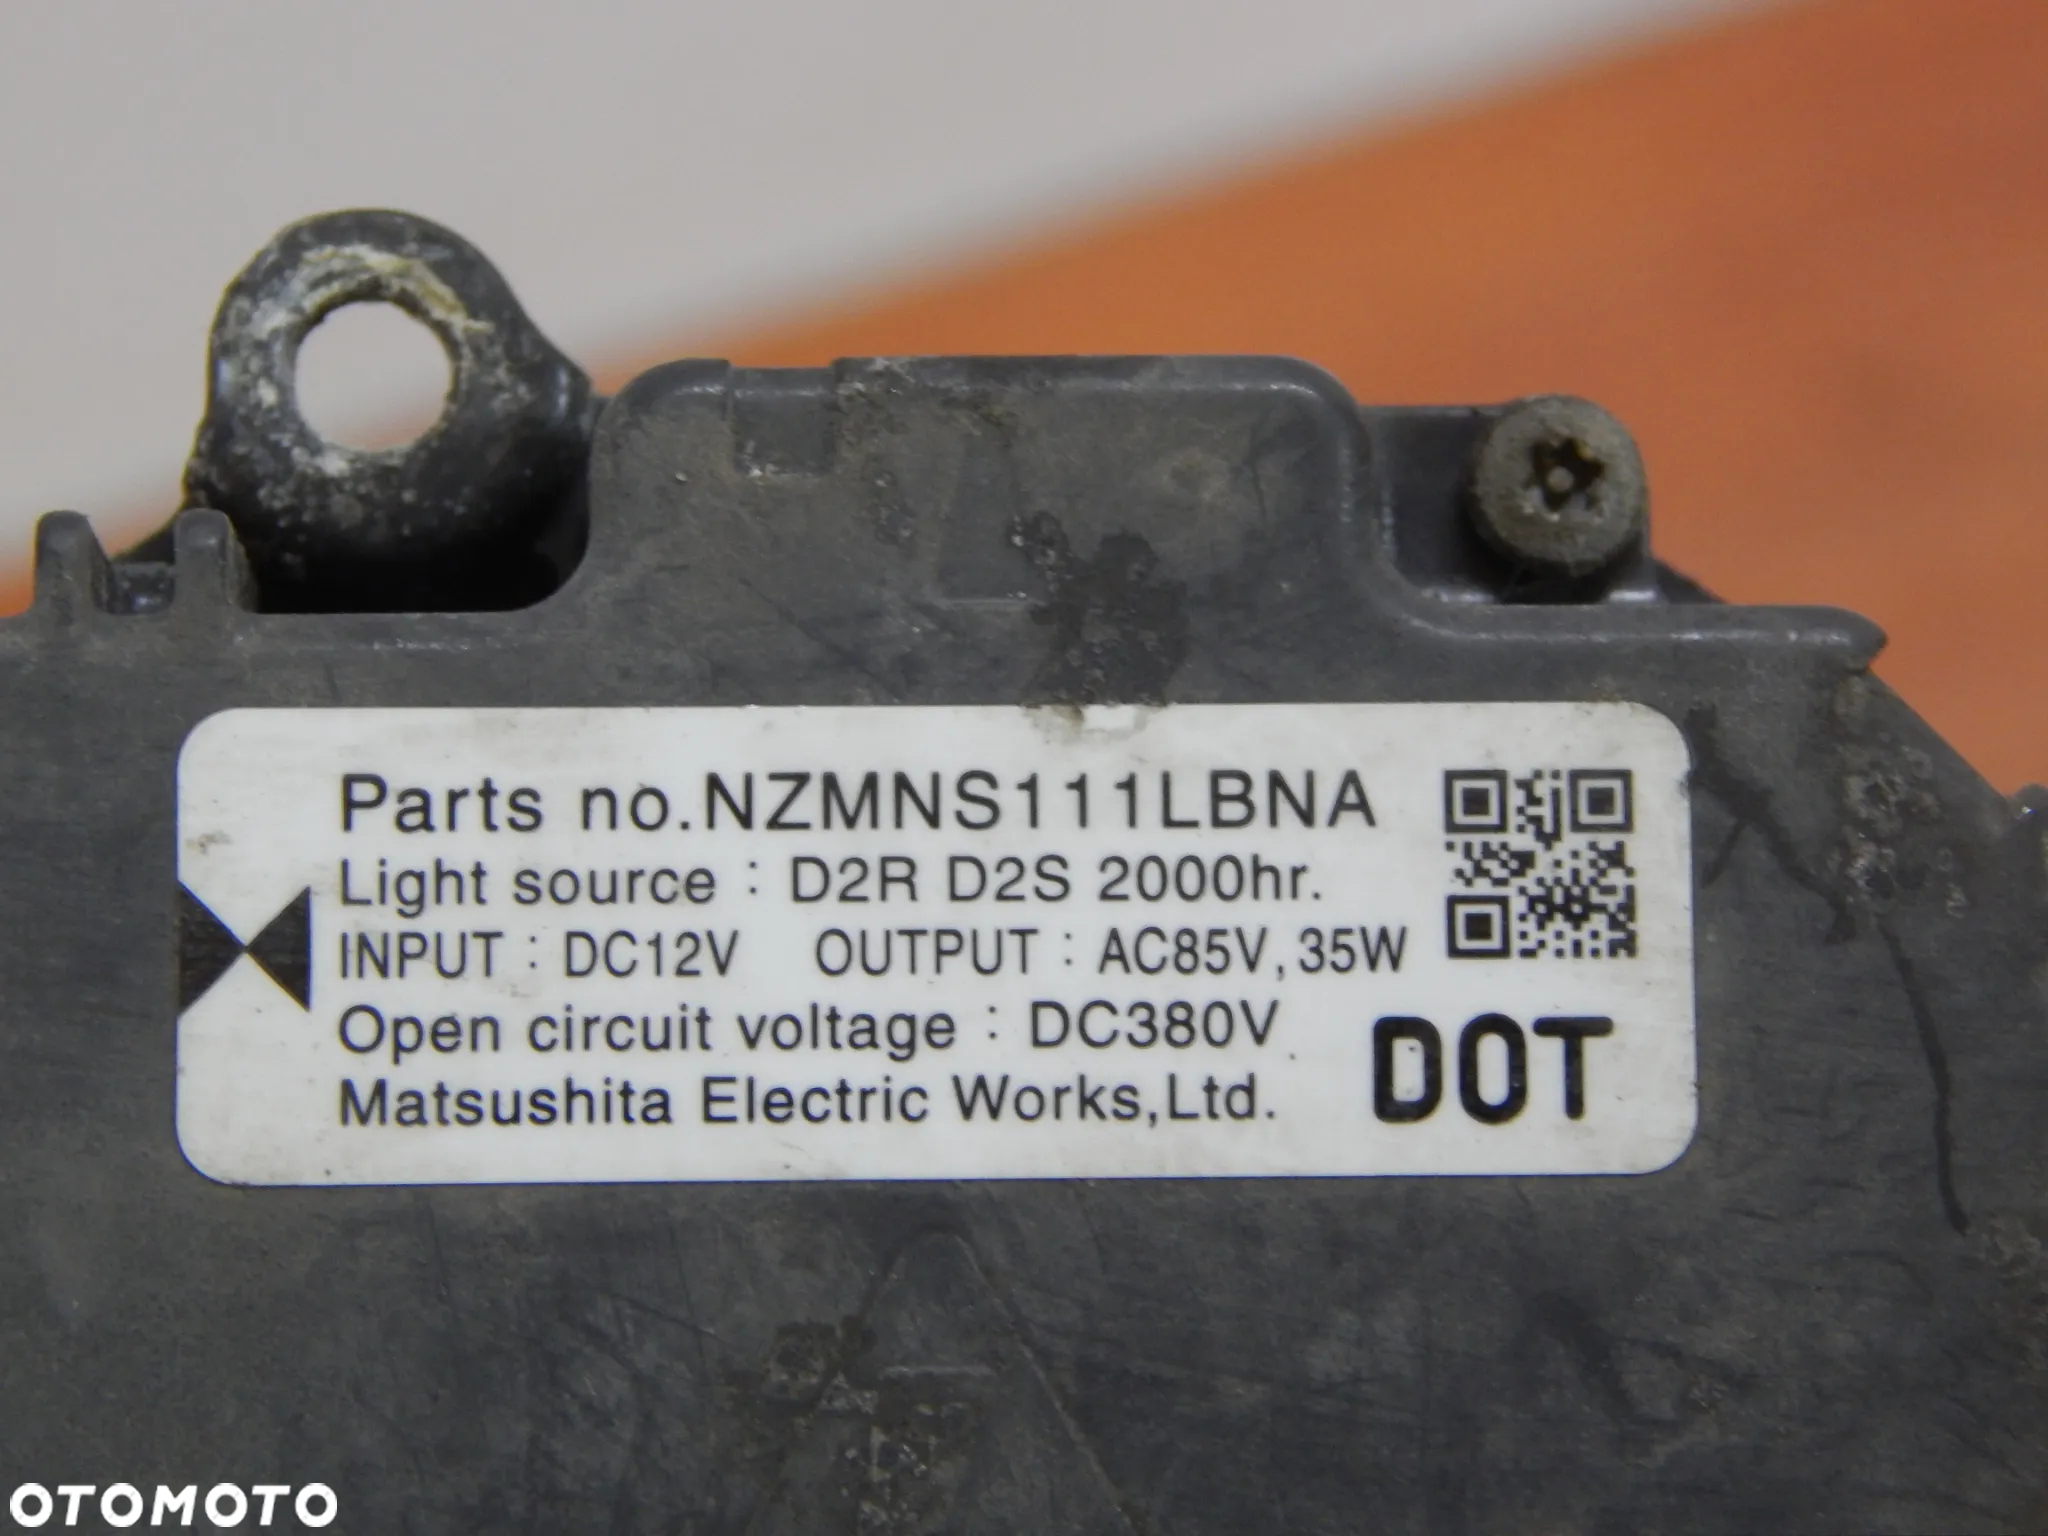 Parts no.NZMNS111LBNA
Light source : D2R D2S 2000hr.
INPUT : DC12V OUTPUT : AC85V, 35W
Open circuit voltage : DC380V
Matsushita Electric Works,Ltd.
DOT
OTOMOTO